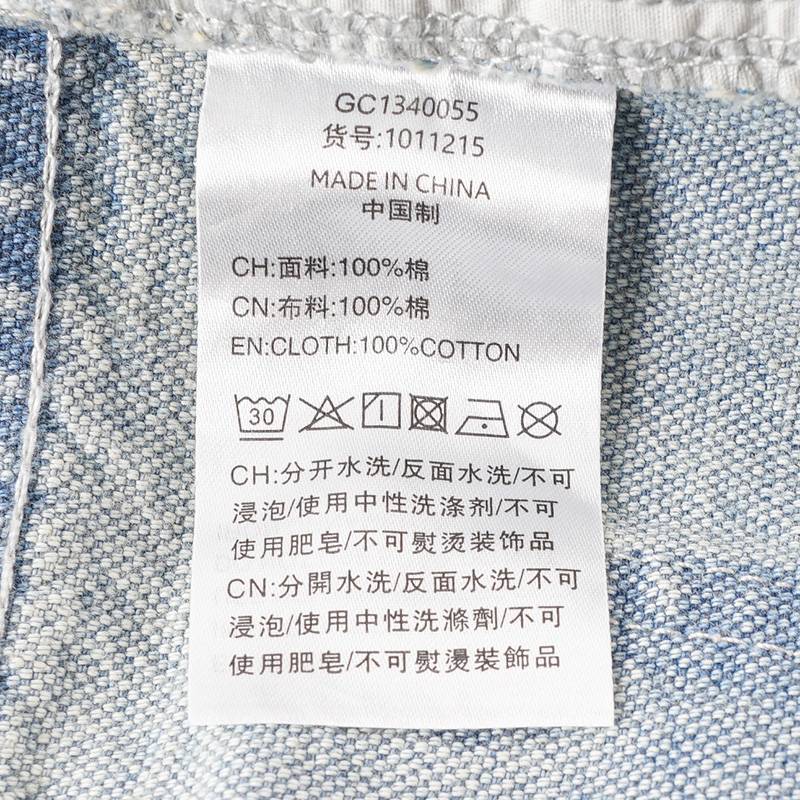 GC1340055
货号:1011215
MADE IN CHINA
中国制
CH:面料:100%棉
CN:布料:100%棉
EN:CLOTH:100%COTTON
30
CH:分开水洗/反面水洗/不可
浸泡/使用中性洗涤剂/不可
使用肥皂/不可熨烫装饰品
CN:分開水洗/反面水洗/不可
浸泡/使用中性洗滌劑/不可
使用肥皂/不可熨燙裝飾品